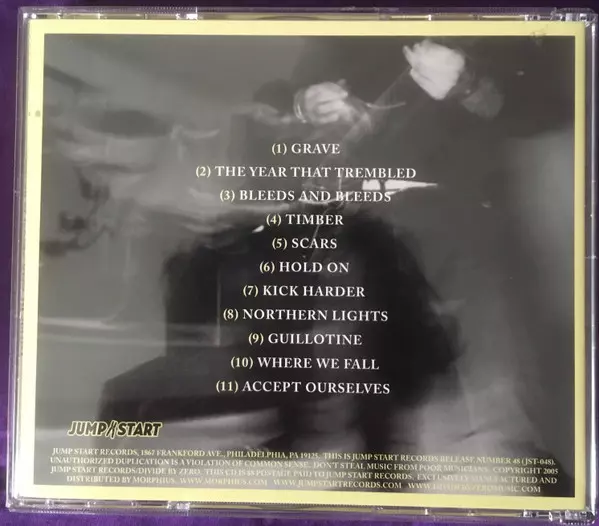 (1) GRAVE
(2) THE YEAR THAT TREMBLED
(3) BLEEDS AND BLEEDS
(4) TIMBER
(5) SCARS
(6) HOLD ON
(7) KICK HARDER
(8) NORTHERN LIGHTS
(9) GUILLOTINE
(10) WHERE WE FALL
(11) ACCEPT OURSELVES
JUMP START
JUMP START RECORDS, 1867 FRANKFORD AVE., PHILADELPHIA, PA 19125. THIS IS JUMP START RECORDS RELEASE NUMBER 48 (JST-048).
UNAUTHORIZED DUPLICATION IS A VIOLATION OF COMMON SENSE. DON'T STEAL MUSIC FROM POOR MUSICIANS. COPYRIGHT 2005
JUMP START RECORDS/DIVIDE BY ZERO. THIS CD IS $8 POSTAGE PAID TO JUMP START RECORDS. EXCLUSIVELY MANUFACTURED AND
DISTRIBUTED BY MORPHIUS. WWW.MORPHIUS.COM WWW.JUMPSTARTRECORDS.COM